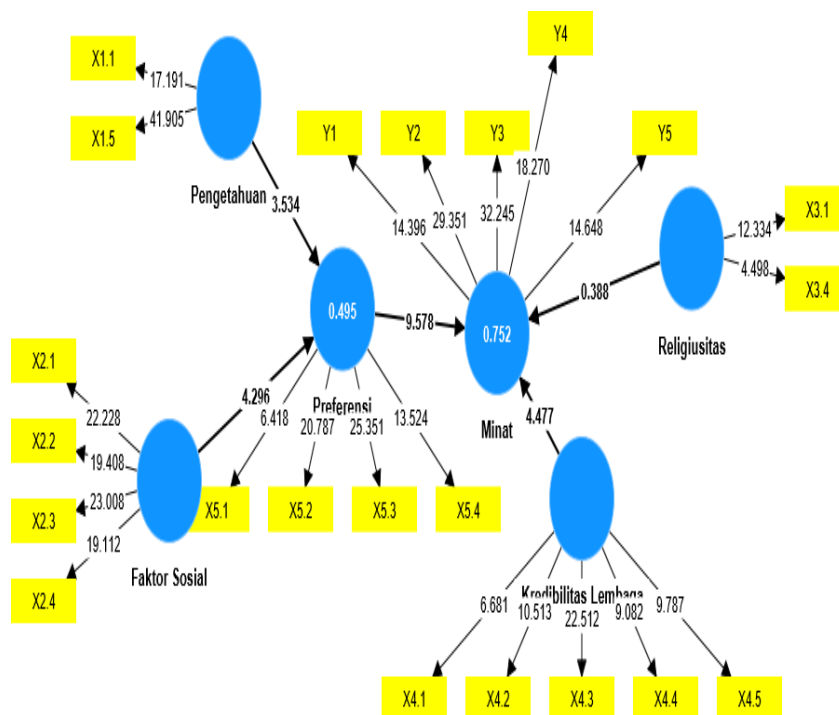 Y4
X1.1
17.191
41.905
X1.5
Y1
Y2
Y3
Y5
18.270
Pengetahuan
3.534
14.396
29.351
32.245
14.648
X3.1
12.334
4.498
X3.4
0.388
0.495
9.578
0.752
Religiusitas
X2.1
22.228
4.296
Preferensi
6.418
20.787
25.351
13.524
Minat
4.477
X2.2
19.408
X2.3
23.008
19.112
X2.4
X5.1
X5.2
X5.3
X5.4
Faktor Sosial
Kredibilitas Lembaga
6.681
10.513
22.512
9.082
9.787
X4.1
X4.2
X4.3
X4.4
X4.5